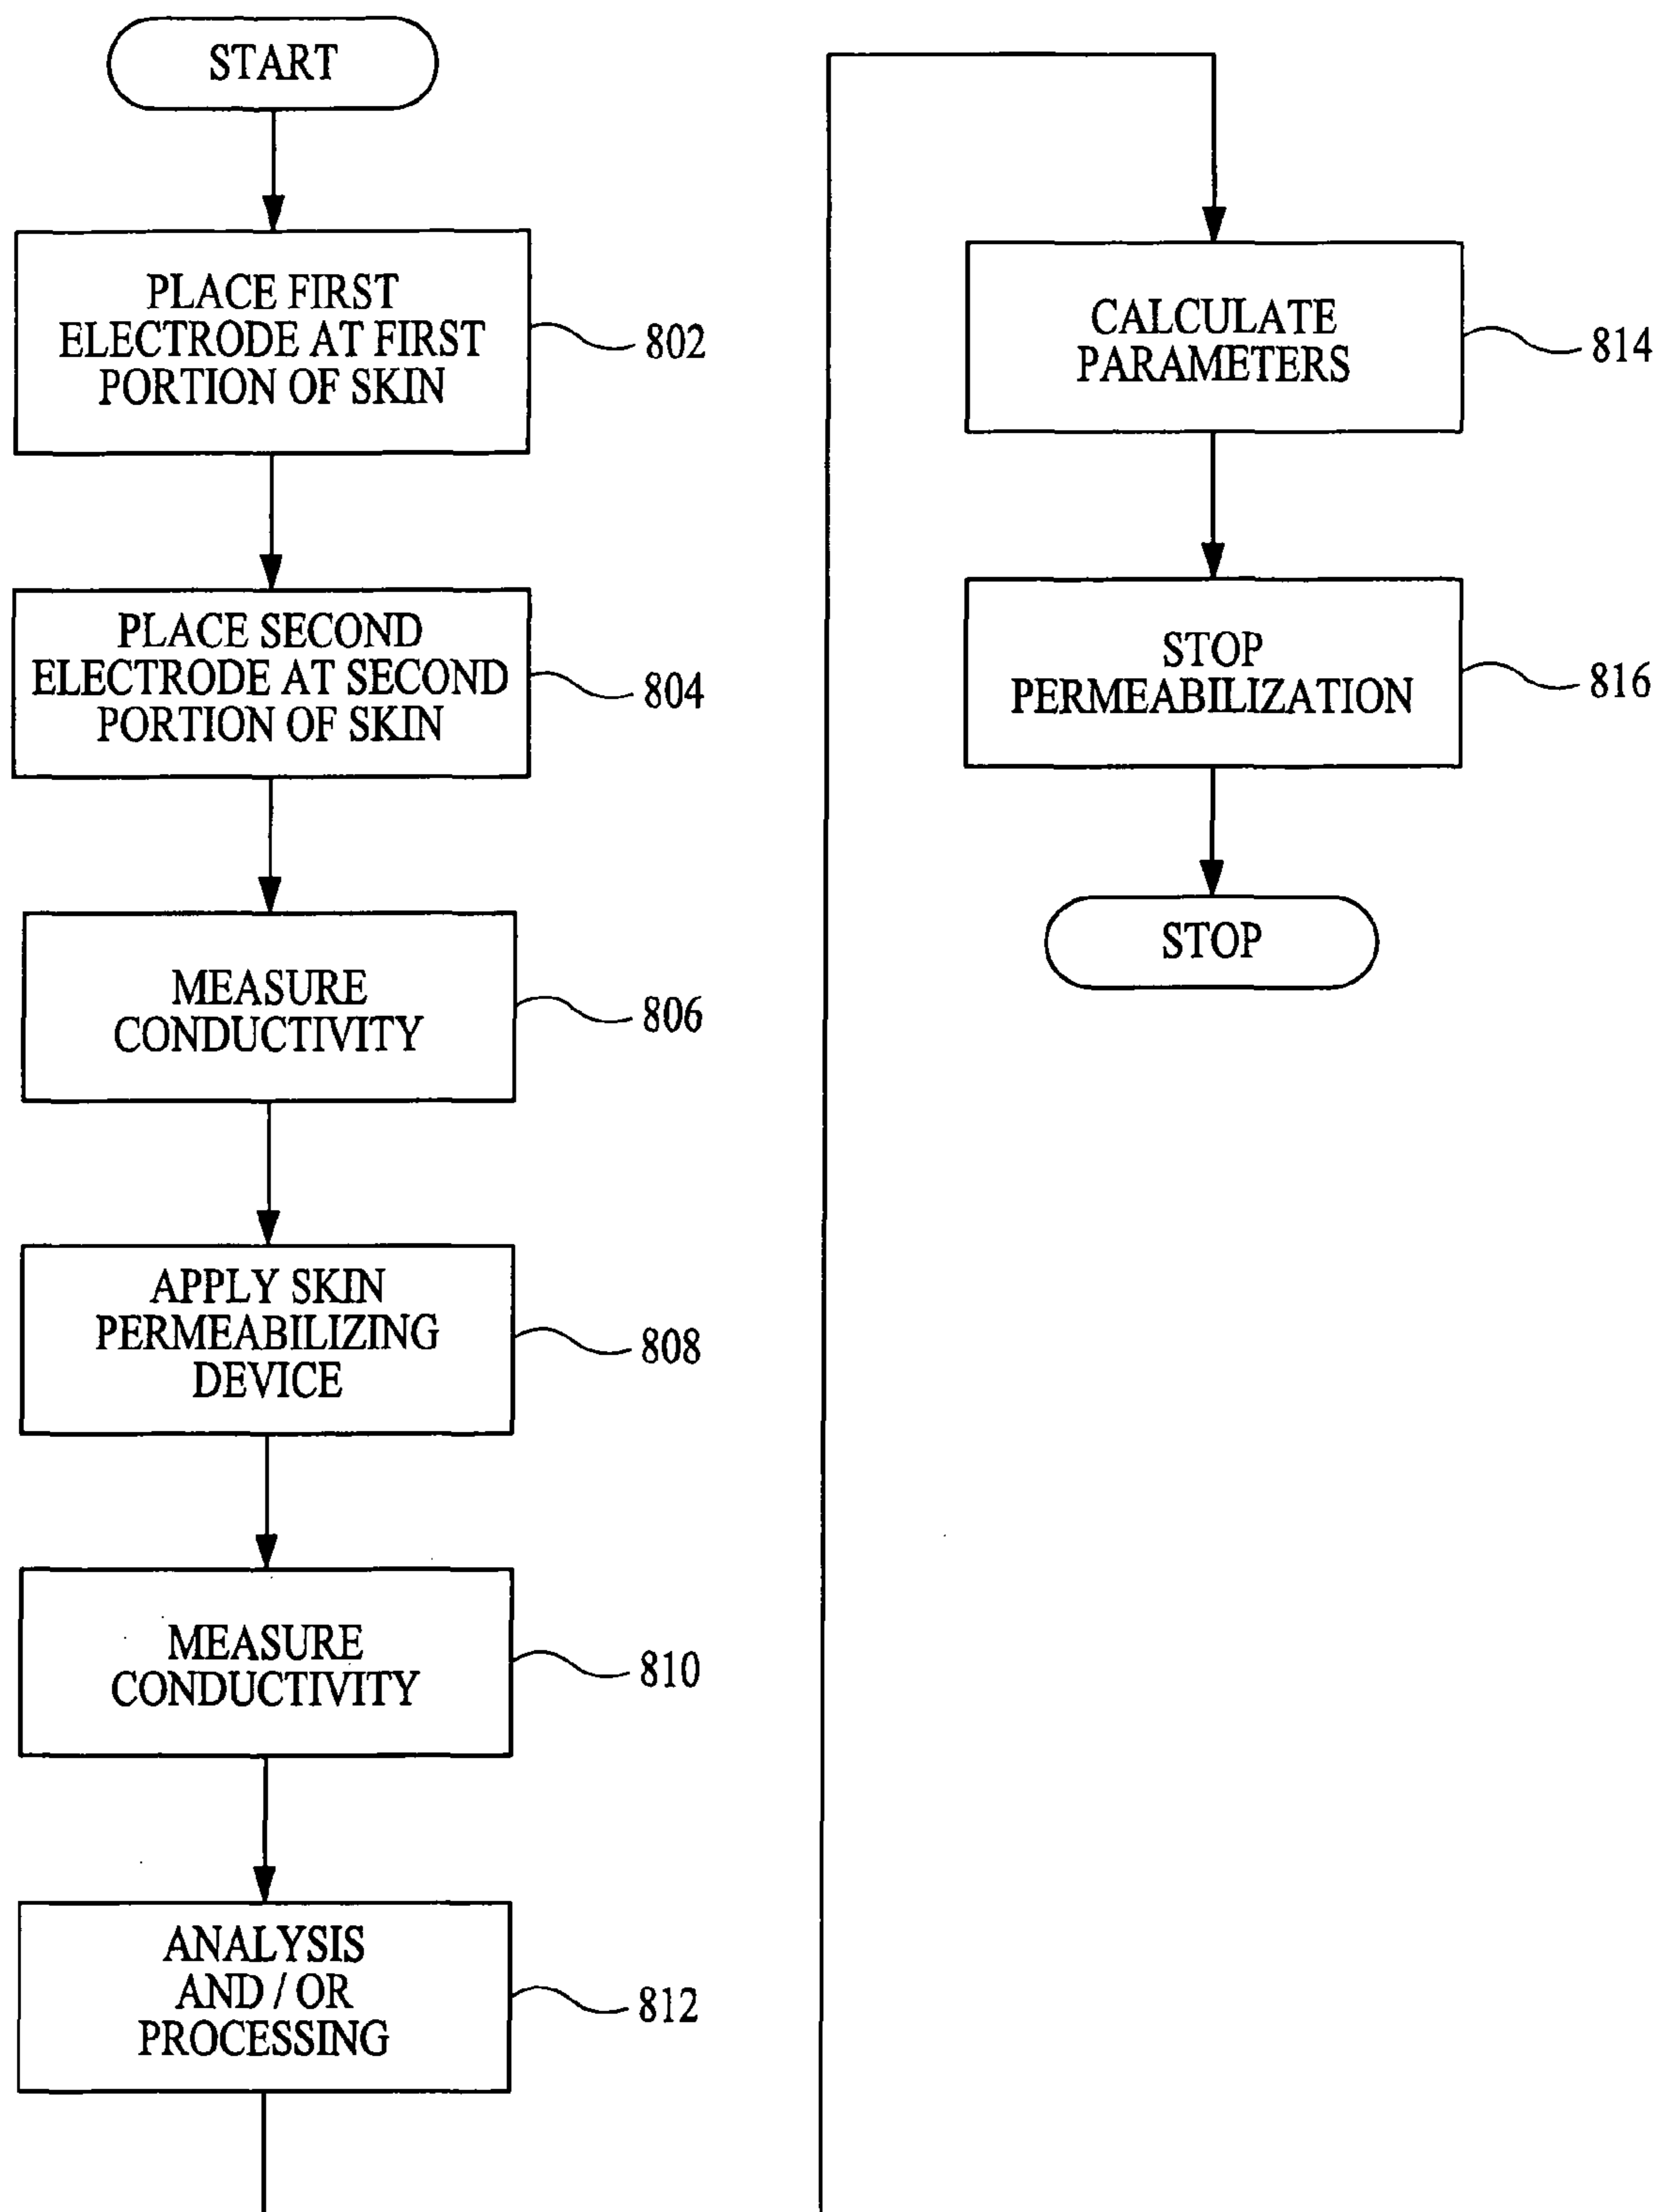 START
PLACE FIRST
ELECTRODE AT FIRST
PORTION OF SKIN
802
PLACE SECOND
ELECTRODE AT SECOND
PORTION OF SKIN
804
MEASURE
CONDUCTIVITY
806
APPLY SKIN
PERMEABILIZING
DEVICE
808
MEASURE
CONDUCTIVITY
810
ANALYSIS
AND / OR
PROCESSING
812
CALCULATE
PARAMETERS
814
STOP
PERMEABILIZATION
816
STOP